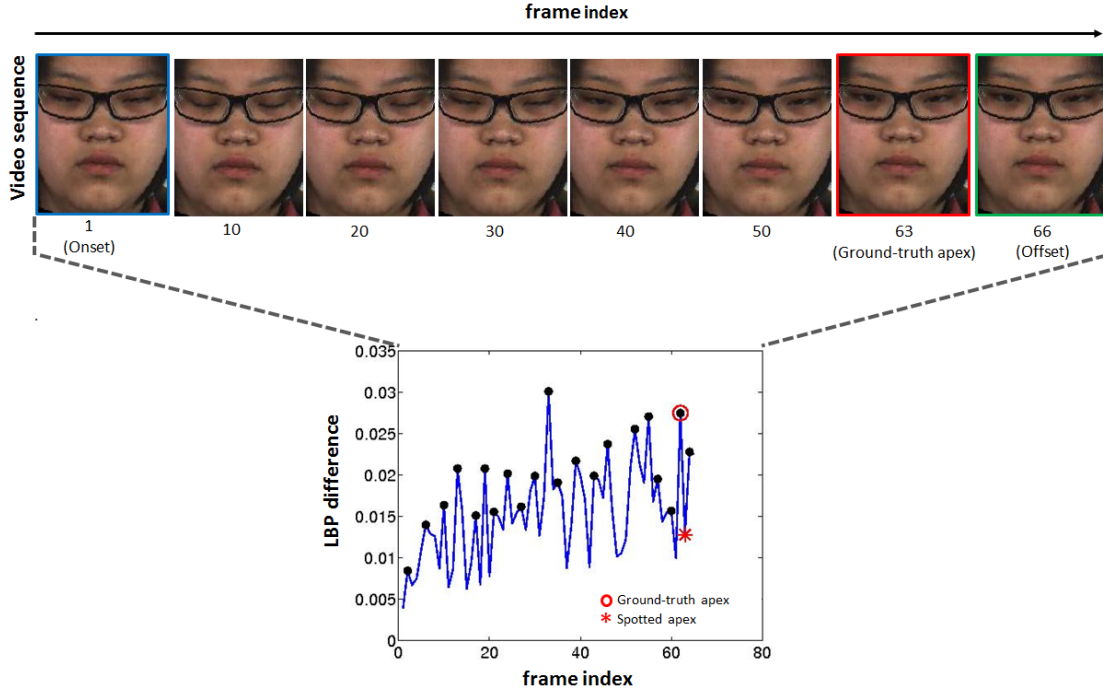 frame index
Video sequence
1
(Onset)
10
20
30
40
50
63
(Ground-truth apex)
66
(Offset)
LBP difference
0.035
0.03
0.025
0.02
0.015
0.01
0.005
0
Ground-truth apex
Spotted apex
0
20
40
60
80
frame index